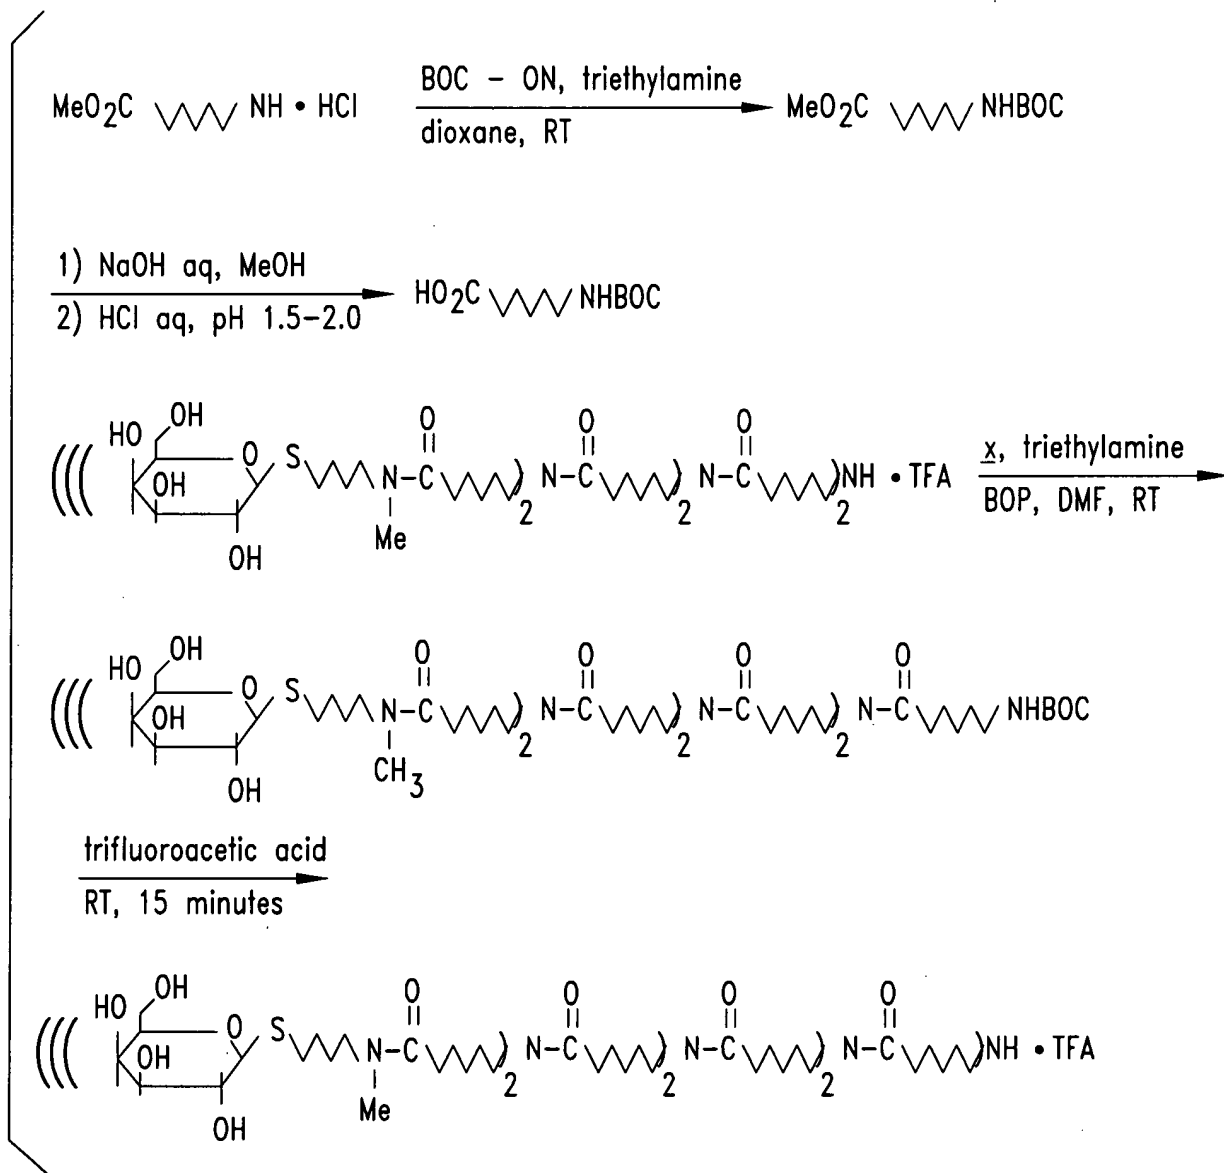 BOC - ON, triethylamine
MeO2C NH • HCl MeO2C NHBOC
dioxane, RT
1) NaOH aq, MeOH
HO2C NHBOC
2) HCl aq, pH 1.5-2.0
OH O O O
HO O S N-C )2 N-C )2 N-C )2 NH • TFA x, triethylamine
OH BOP, DMF, RT
Me
OH
OH O O O O
HO O S N-C )2 N-C )2 N-C )2 N-C NHBOC
OH
CH3
OH
trifluoroacetic acid
RT, 15 minutes
OH O O O O
HO O S N-C )2 N-C )2 N-C )2 N-C )NH • TFA
OH
Me
OH